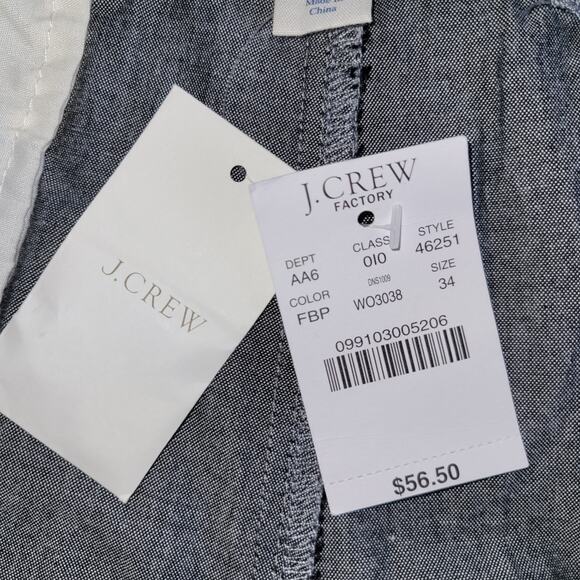 Made in
China
J.CREW
J.CREW
FACTORY
DEPT CLASS STYLE
AA6 0I0 46251
COLOR DNS1009 SIZE
FBP WO3038 34
099103005206
$56.50